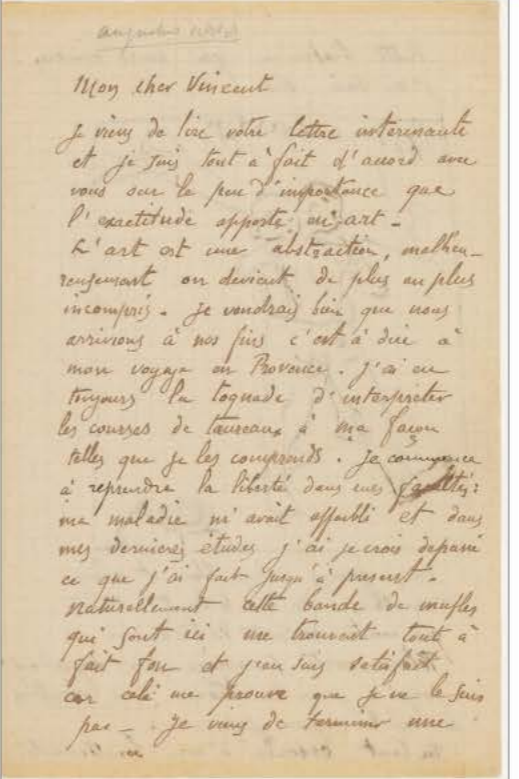 Mon cher Vincent
Je viens de lire votre lettre intéressante
et je suis tout à fait d'accord avec
vous sur le peu d'importance que
l'exactitude apporte en art -
L'art est une abstraction, malheu-
reusement on devient de plus en plus
incompris. Je voudrais bien que nous
arrivions à nos fins c'est à dire à
mon voyage en Provence. J'ai eu
toujours la toquade d'interpréter
les courses de taureaux à ma façon
telles que je les comprends. Je commence
à reprendre la liberté dans mes facultés:
ma maladie m'avait affaibli et dans
mes dernières études j'ai je crois dépassé
ce que j'ai fait jusqu'à présent.
Naturellement cette bande de mufles
qui sont ici me trouvent tout à
fait fou et j'en suis satisfait
car celà me prouve que je ne le suis
pas - Je viens de terminer une